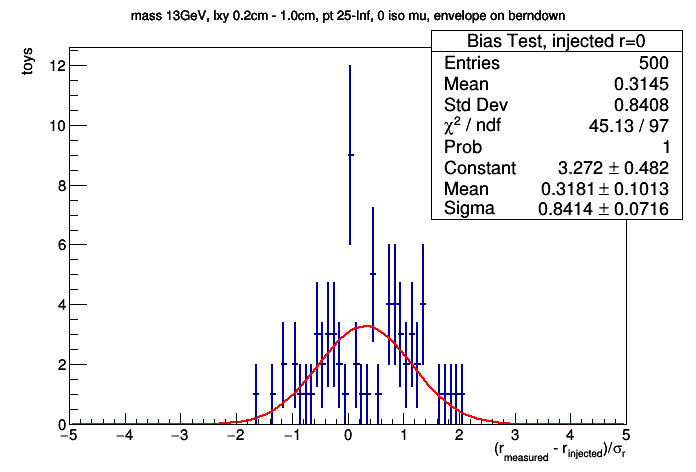 mass 13GeV, lxy 0.2cm - 1.0cm, pt 25-Inf, 0 iso mu, envelope on berndown
Bias Test, injected r=0
Entries 500
Mean 0.3145
Std Dev 0.8408
χ² / ndf 45.13 / 97
Prob 1
Constant 3.272 ± 0.482
Mean 0.3181 ± 0.1013
Sigma 0.8414 ± 0.0716
toys
12
10
8
6
4
2
0
−5 −4 −3 −2 −1 0 1 2 3 4 5
(r_measured - r_injected)/σ_r